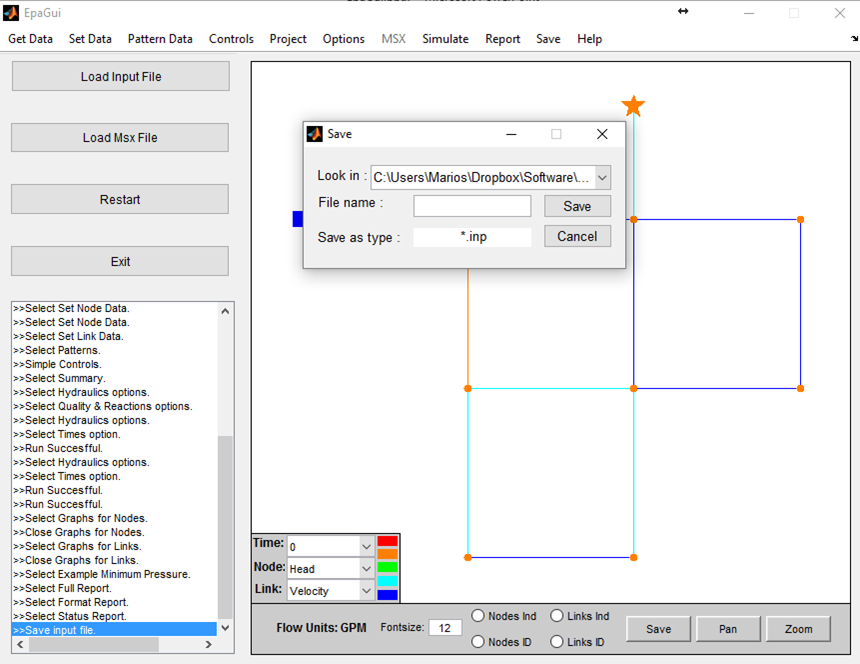 EpaGui
Get Data Set Data Pattern Data Controls Project Options MSX Simulate Report Save Help
Load Input File
Load Msx File
Restart
Exit
Save
Look in : C:\Users\Marios\Dropbox\Software\...
File name :
Save
Save as type : *.inp
Cancel
>>Select Set Node Data.
>>Select Set Node Data.
>>Select Set Link Data.
>>Select Patterns.
>>Simple Controls.
>>Select Summary.
>>Select Hydraulics options.
>>Select Quality & Reactions options.
>>Select Hydraulics options.
>>Select Times option.
>>Run Succesfful.
>>Select Hydraulics options.
>>Select Times option.
>>Run Succesfful.
>>Run Succesfful.
>>Select Graphs for Nodes.
>>Close Graphs for Nodes.
>>Select Graphs for Links.
>>Close Graphs for Links.
>>Select Example Minimum Pressure.
>>Select Full Report.
>>Select Format Report.
>>Select Status Report.
>>Save input file.
Time: 0
Node: Head
Link: Velocity
Flow Units: GPM
Fontsize: 12
Nodes Ind Links Ind
Nodes ID Links ID
Save Pan Zoom